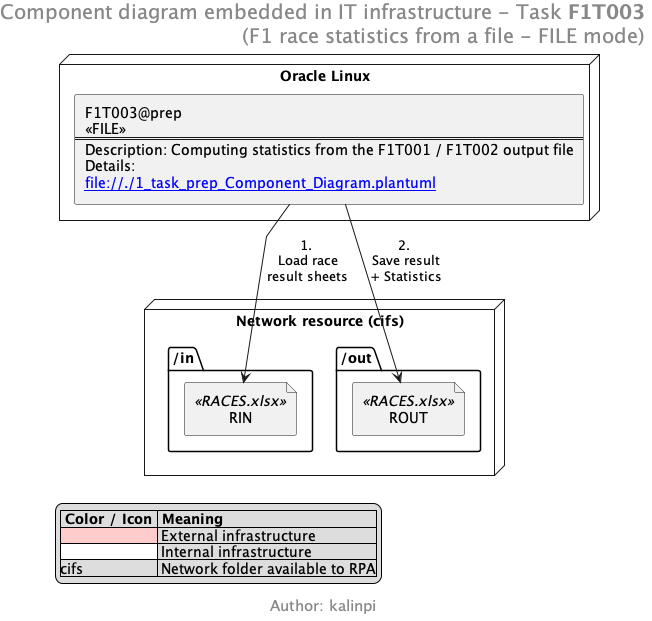 Component diagram embedded in IT infrastructure - Task F1T003
(F1 race statistics from a file - FILE mode)
Oracle Linux
F1T003@prep
«FILE»
Description: Computing statistics from the F1T001 / F1T002 output file
Details:
file://./1_task_prep_Component_Diagram.plantuml
1.
Load race
result sheets
2.
Save result
+ Statistics
Network resource (cifs)
/in
«RACES.xlsx»
RIN
/out
«RACES.xlsx»
ROUT
Color / Icon Meaning
External infrastructure
Internal infrastructure
cifs Network folder available to RPA
Author: kalinpi